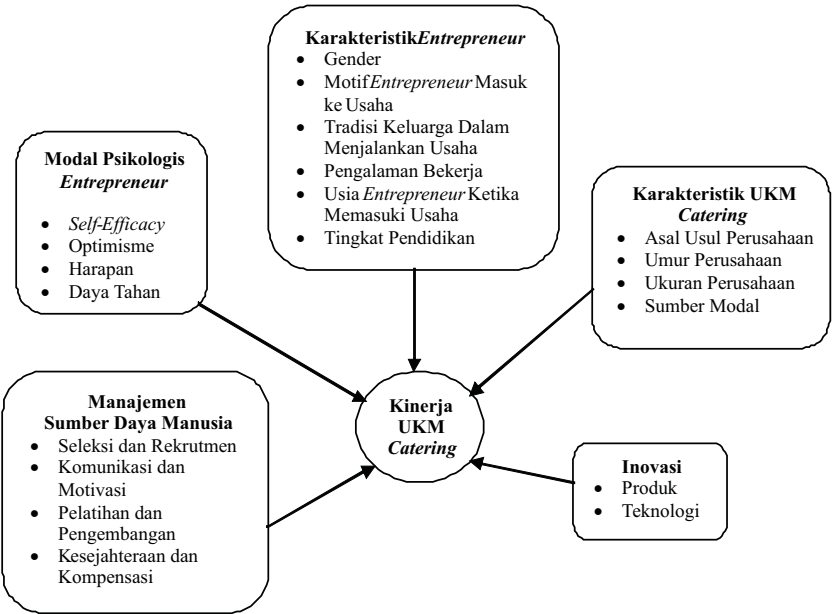 Karakteristik Entrepreneur
• Gender
• Motif Entrepreneur Masuk
ke Usaha
• Tradisi Keluarga Dalam
Menjalankan Usaha
• Pengalaman Bekerja
• Usia Entrepreneur Ketika
Memasuki Usaha
• Tingkat Pendidikan
Modal Psikologis
Entrepreneur
• Self-Efficacy
• Optimisme
• Harapan
• Daya Tahan
Karakteristik UKM
Catering
• Asal Usul Perusahaan
• Umur Perusahaan
• Ukuran Perusahaan
• Sumber Modal
Manajemen
Sumber Daya Manusia
• Seleksi dan Rekrutmen
• Komunikasi dan
Motivasi
• Pelatihan dan
Pengembangan
• Kesejahteraan dan
Kompensasi
Kinerja
UKM
Catering
Inovasi
• Produk
• Teknologi